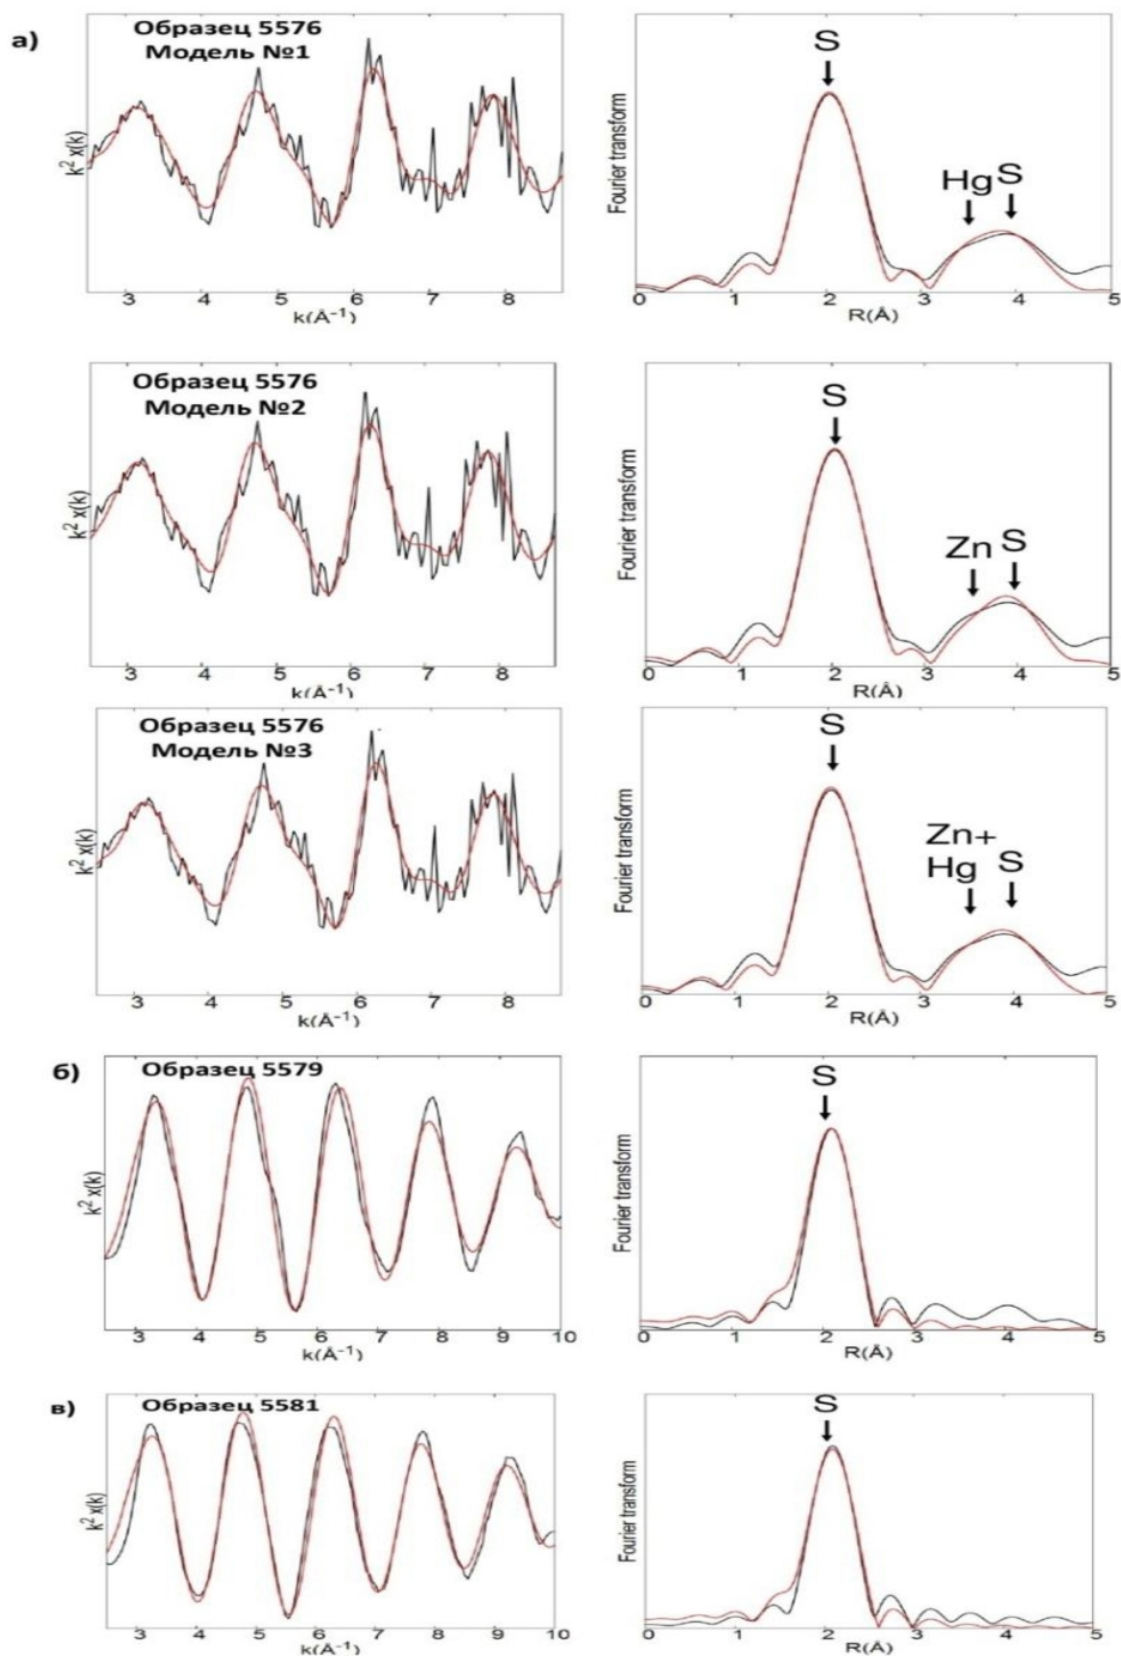 а)
Образец 5576
Модель №1
k² x(k)
3 4 5 6 7 8
k(Å⁻¹)
S
Hg S
Fourier transform
0 1 2 3 4 5
R(Å)
Образец 5576
Модель №2
k² x(k)
3 4 5 6 7 8
k(Å⁻¹)
S
Zn S
Fourier transform
0 1 2 3 4 5
R(Å)
Образец 5576
Модель №3
k² x(k)
3 4 5 6 7 8
k(Å⁻¹)
S
Zn+
Hg S
Fourier transform
0 1 2 3 4 5
R(Å)
б)
Образец 5579
k² x(k)
3 4 5 6 7 8 9 10
k(Å⁻¹)
S
Fourier transform
0 1 2 3 4 5
R(Å)
в)
Образец 5581
k² x(k)
3 4 5 6 7 8 9 10
k(Å⁻¹)
S
Fourier transform
0 1 2 3 4 5
R(Å)